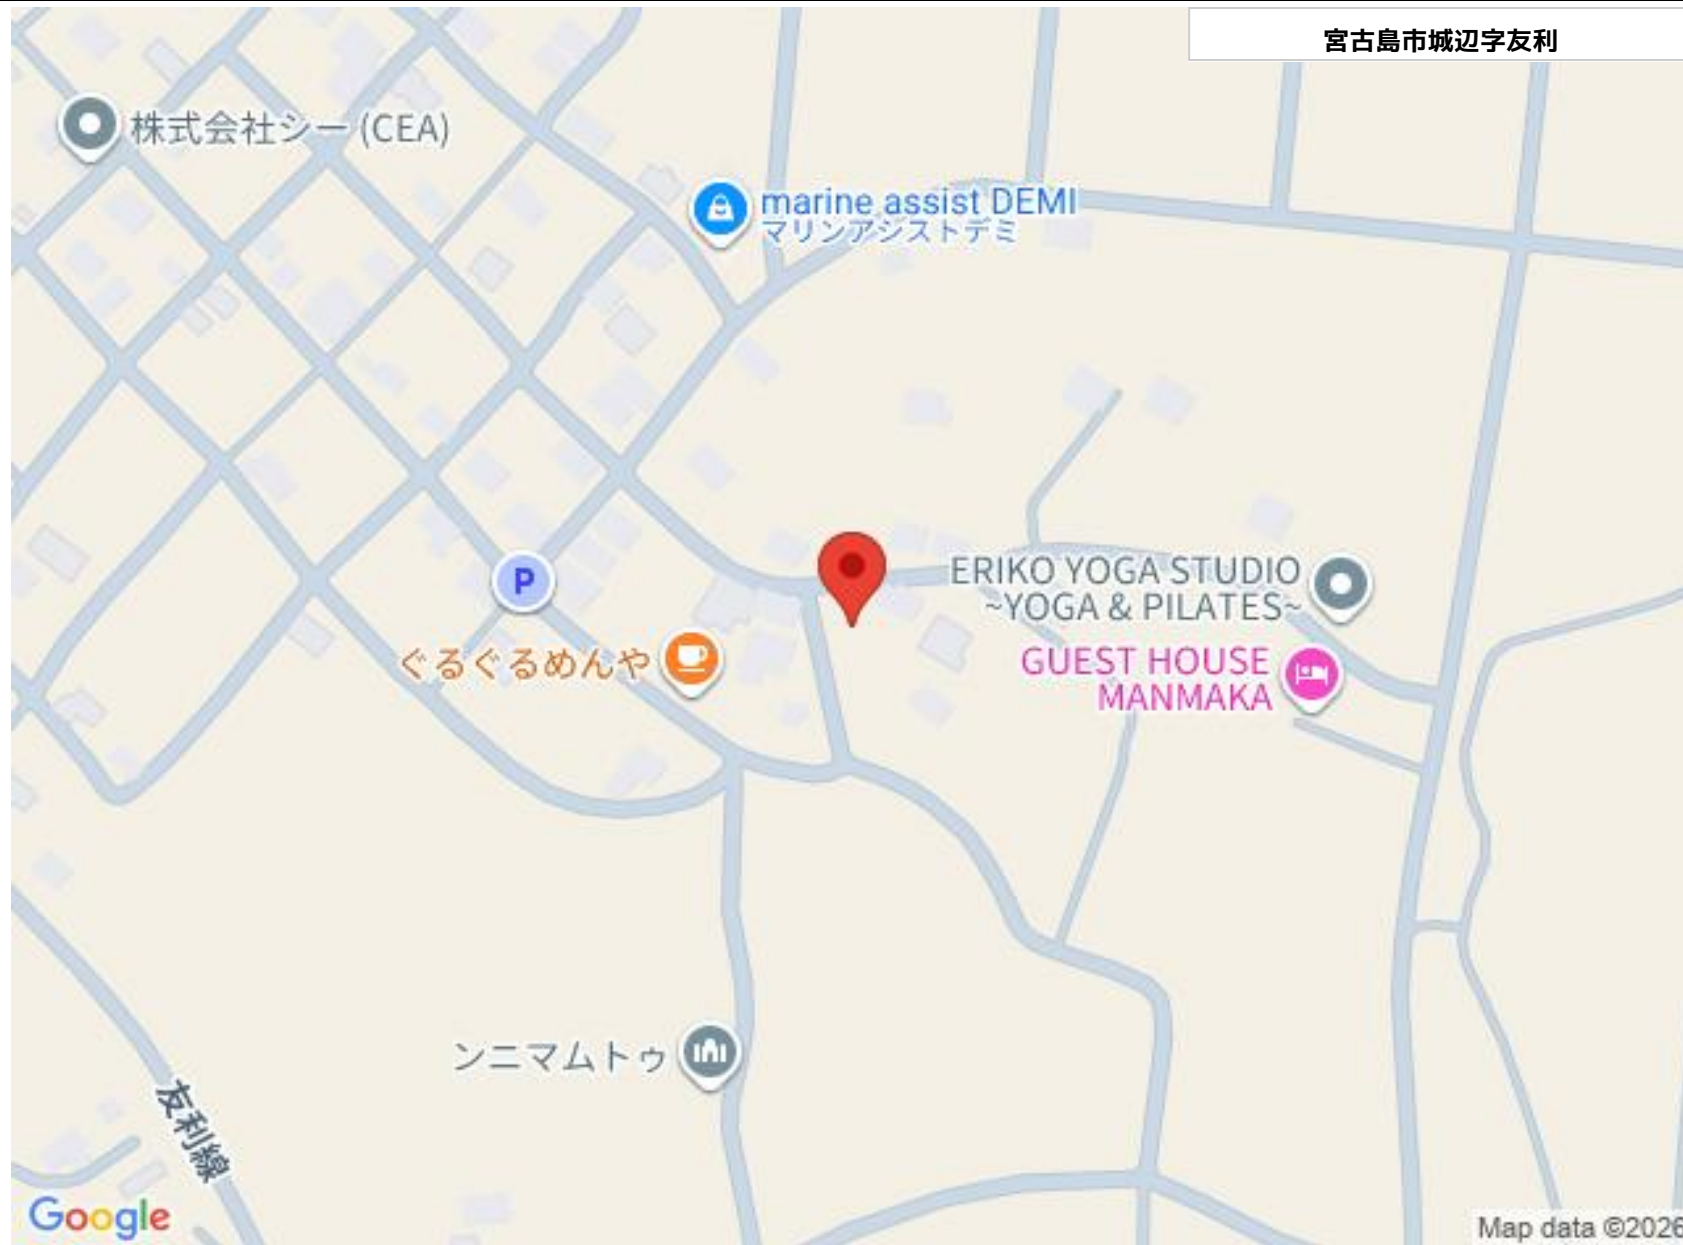 宮古島市城辺字友利
株式会社シー (CEA)
marine assist DEMI
マリンアシストデミ
P
ERIKO YOGA STUDIO
~YOGA & PILATES~
ぐるぐるめんや
GUEST HOUSE
MANMAKA
ンニマムトゥ
友利線
Google
Map data ©2026